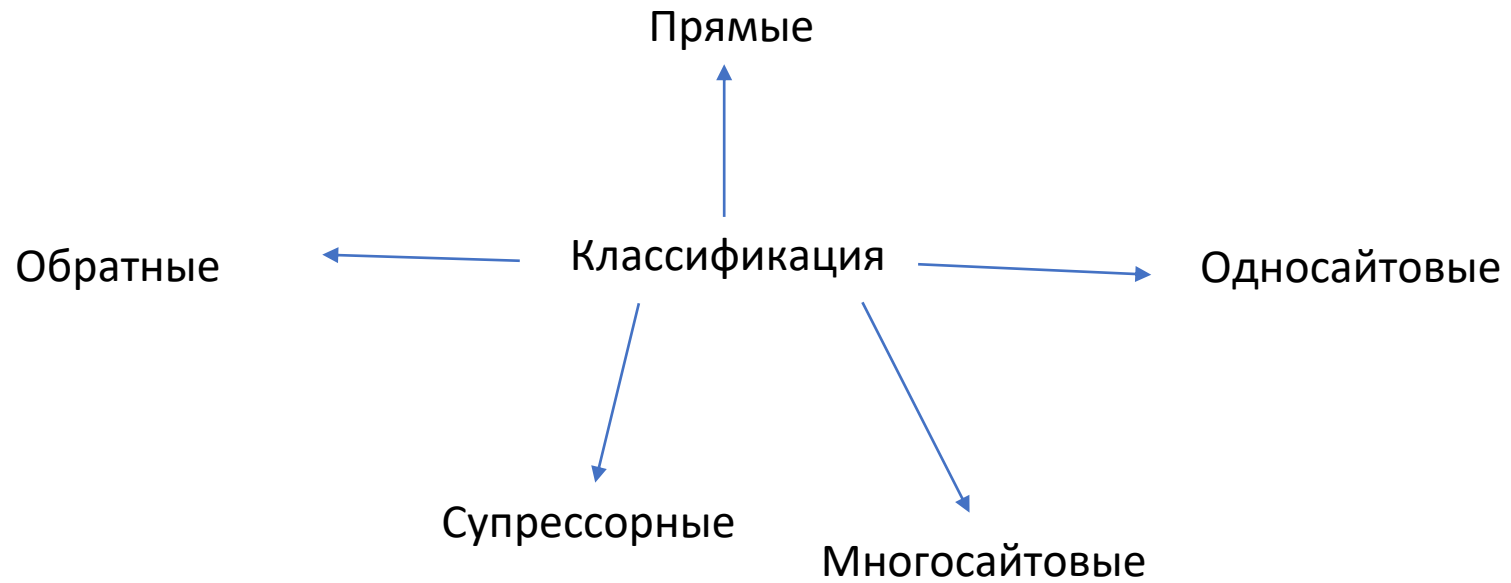 Прямые
Классификация
Обратные
Односайтовые
Супрессорные
Многосайтовые